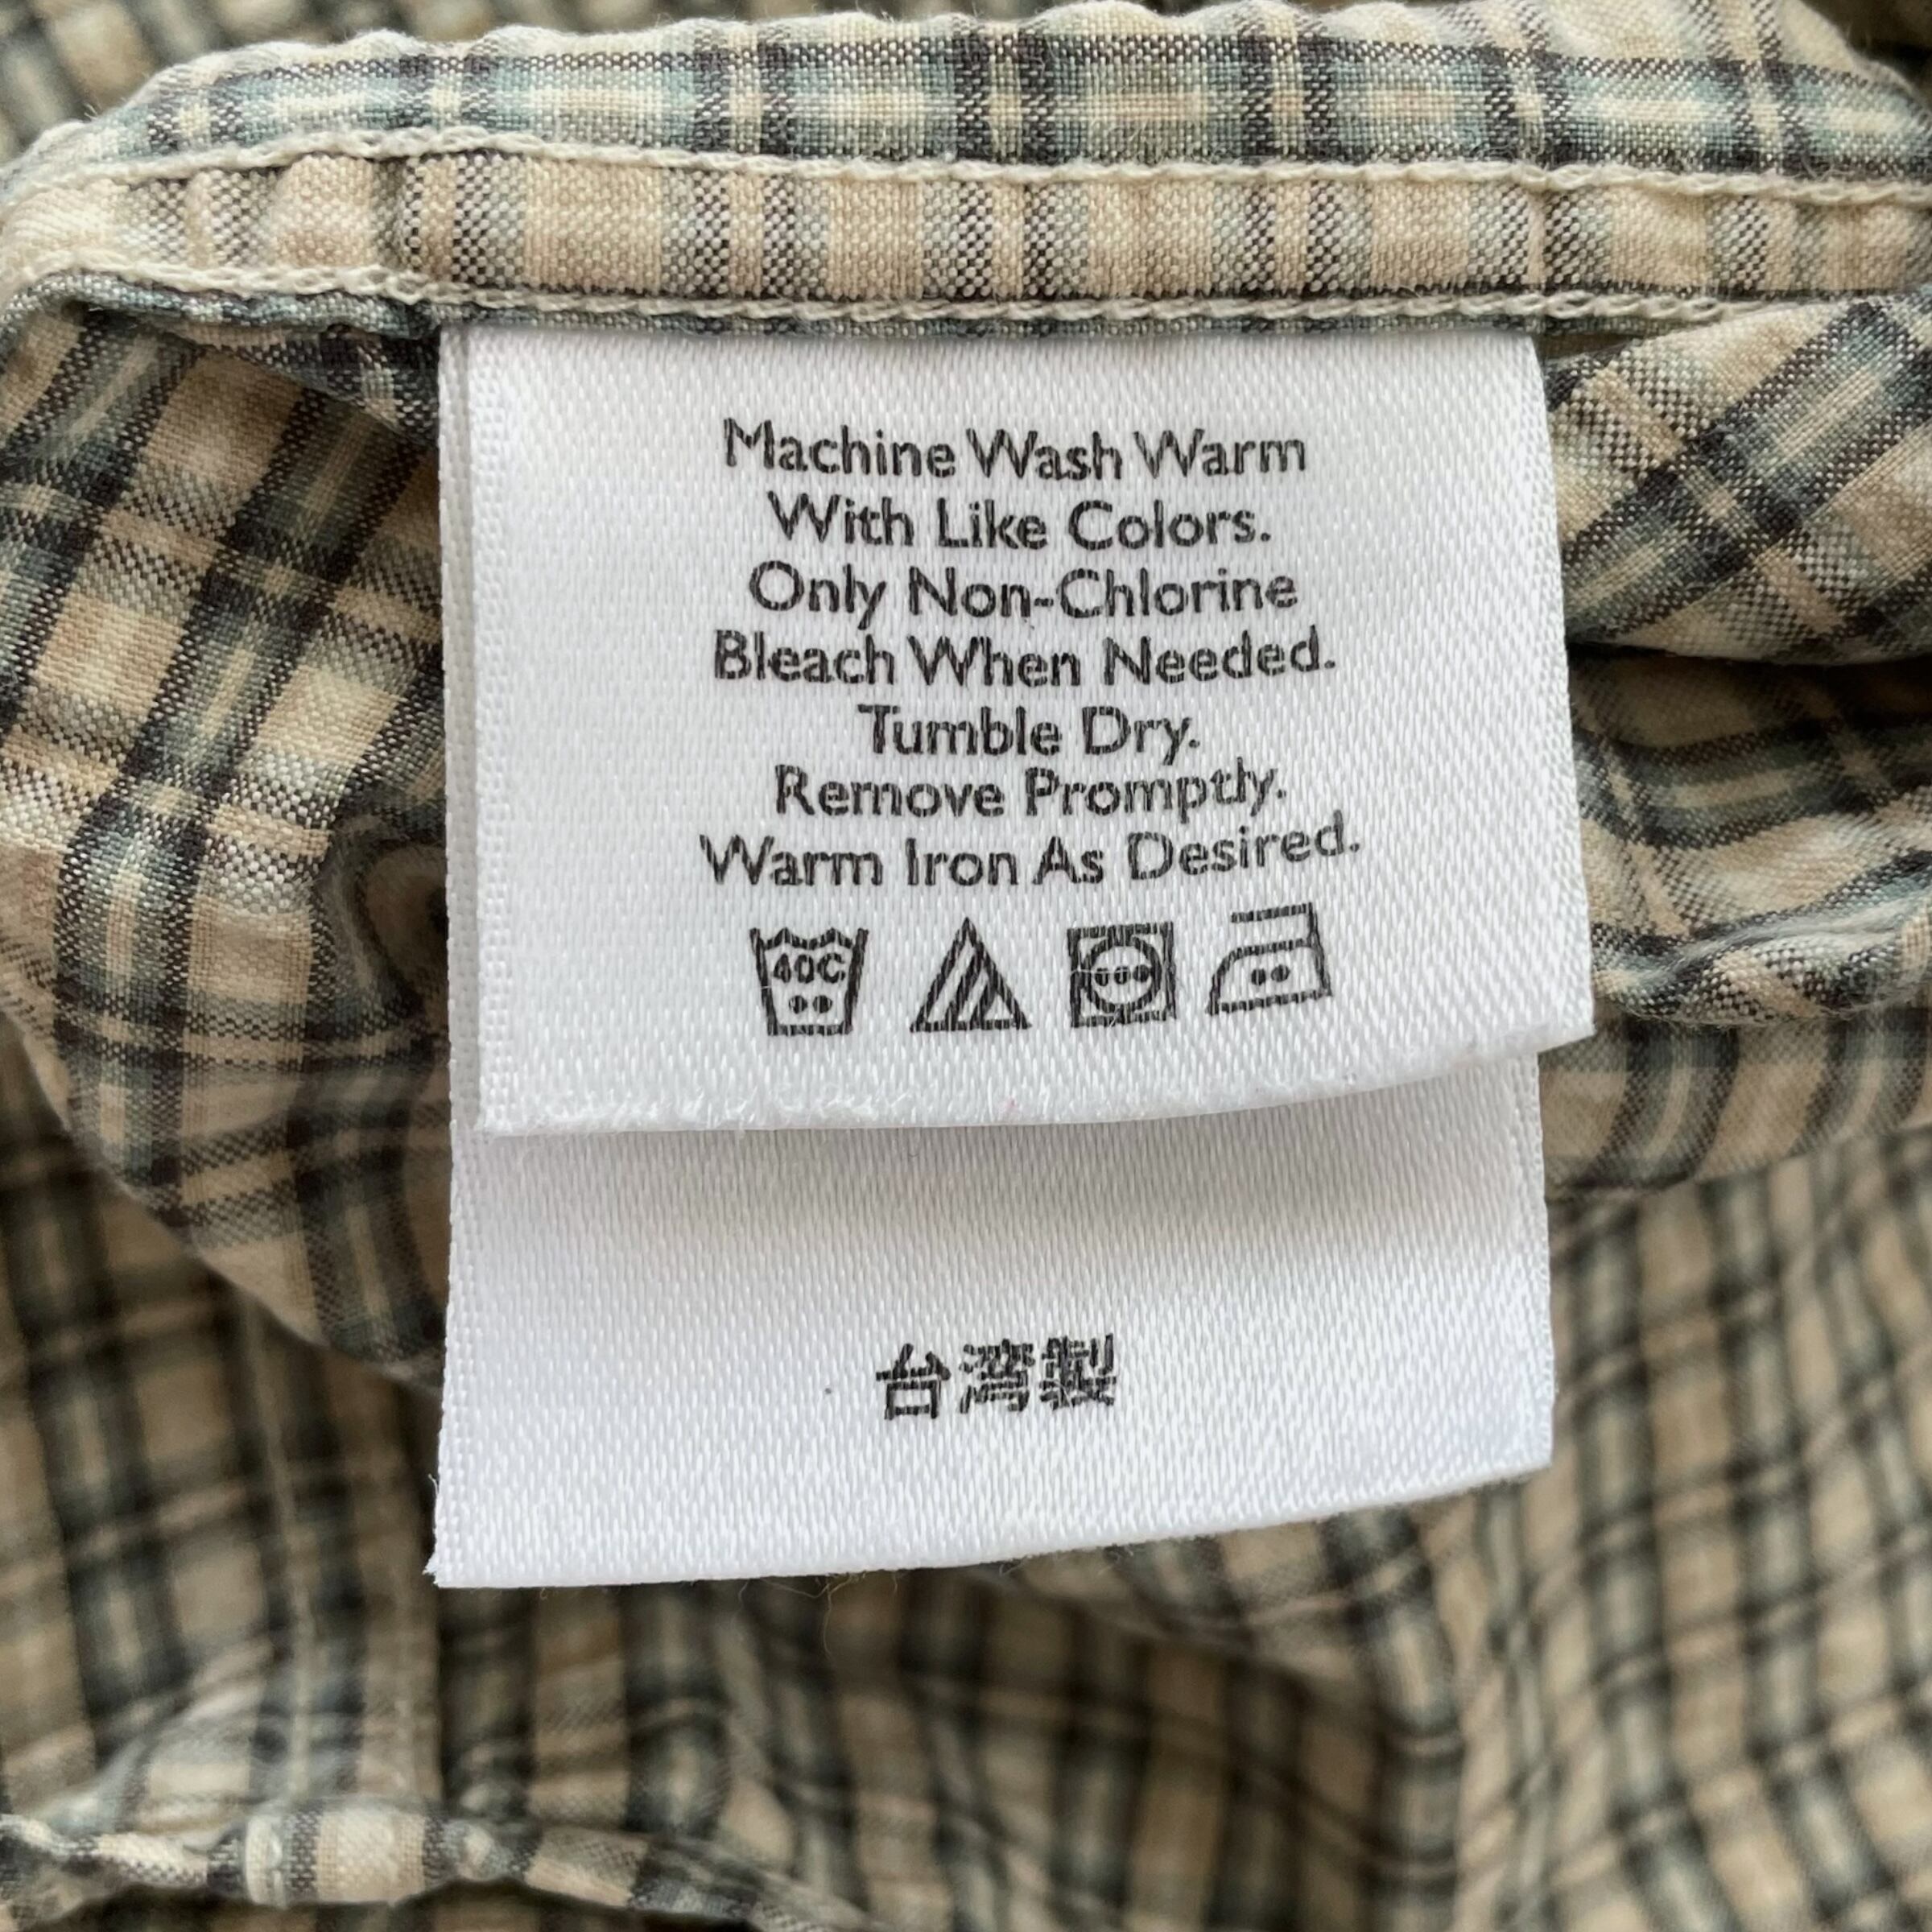 Machine Wash Warm
With Like Colors.
Only Non-Chlorine
Bleach When Needed.
Tumble Dry.
Remove Promptly.
Warm Iron As Desired.
40C
台湾製